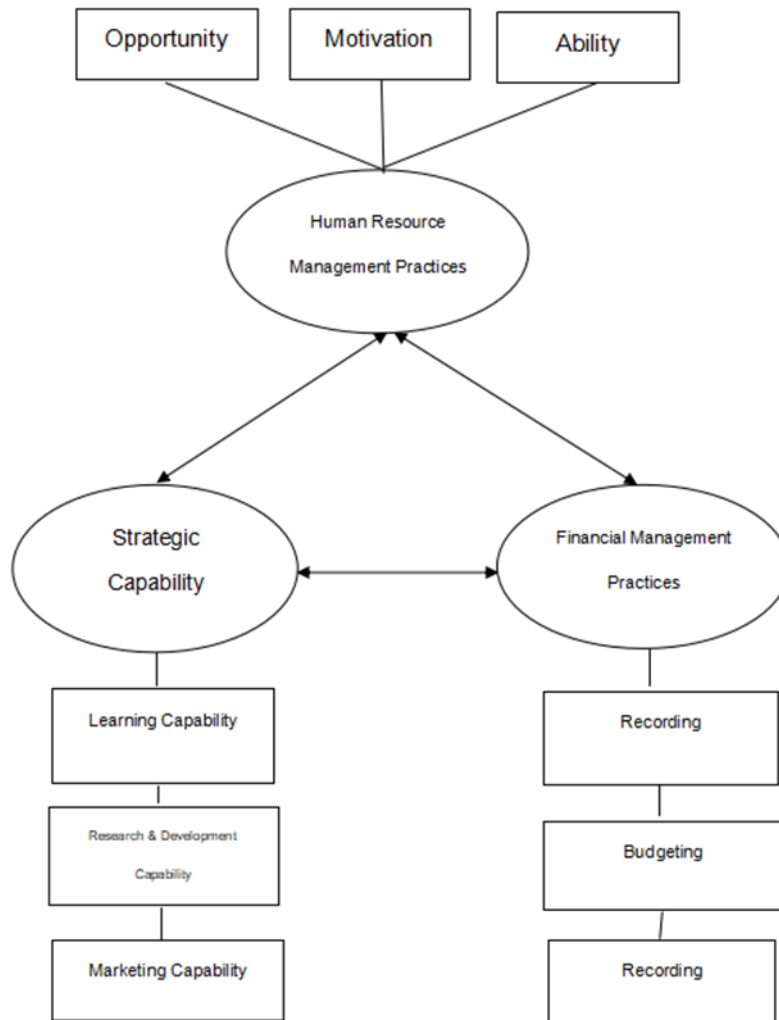 Opportunity
Motivation
Ability
Human Resource
Management Practices
Strategic
Capability
Financial Management
Practices
Learning Capability
Research & Development
Capability
Marketing Capability
Recording
Budgeting
Recording